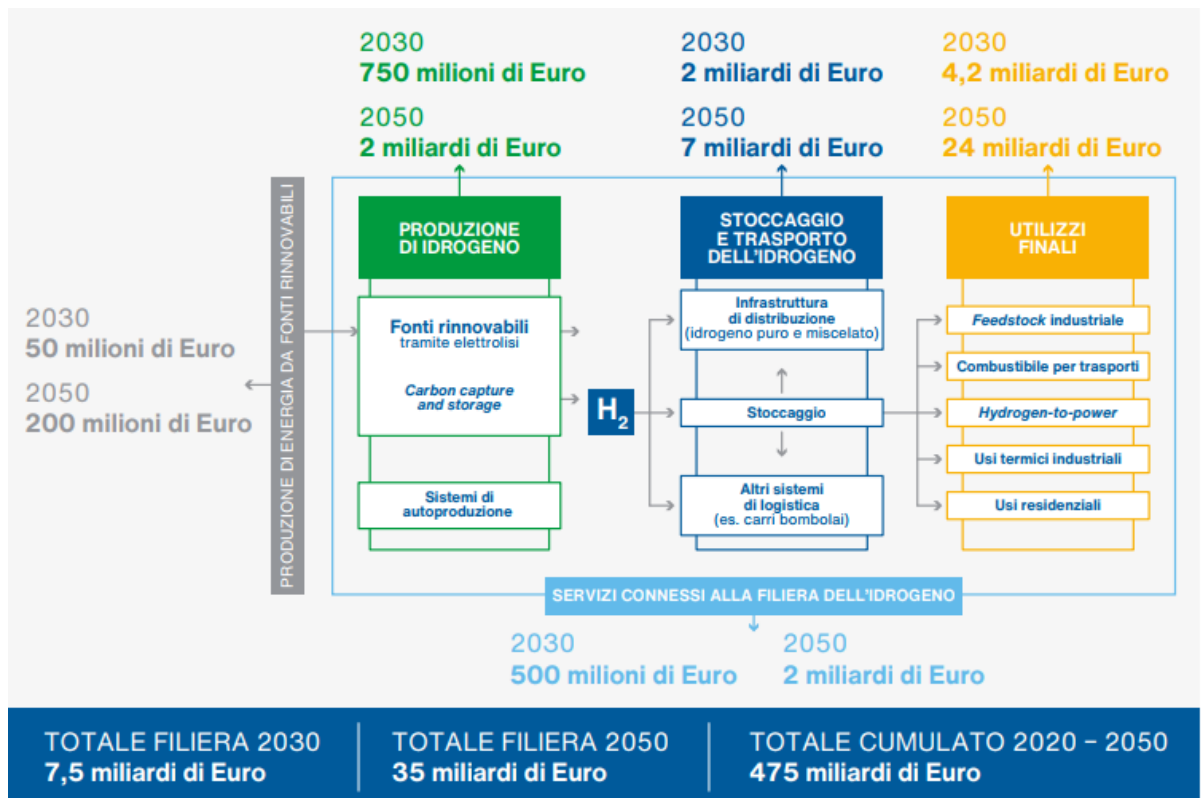 2030
750 milioni di Euro
2050
2 miliardi di Euro
2030
2 miliardi di Euro
2050
7 miliardi di Euro
2030
4,2 miliardi di Euro
2050
24 miliardi di Euro
2030
50 milioni di Euro
2050
200 milioni di Euro
PRODUZIONE DI ENERGIA DA FONTI RINNOVABILI
PRODUZIONE
DI IDROGENO
Fonti rinnovabili
tramite elettrolisi
Carbon capture
and storage
Sistemi di
autoproduzione
H2
STOCCAGGIO
E TRASPORTO
DELL'IDROGENO
Infrastruttura
di distribuzione
(idrogeno puro e miscelato)
Stoccaggio
Altri sistemi
di logistica
(es. carri bombolai)
UTILIZZI
FINALI
Feedstock industriale
Combustibile per trasporti
Hydrogen-to-power
Usi termici industriali
Usi residenziali
SERVIZI CONNESSI ALLA FILIERA DELL'IDROGENO
2030
500 milioni di Euro
2050
2 miliardi di Euro
TOTALE FILIERA 2030
7,5 miliardi di Euro
TOTALE FILIERA 2050
35 miliardi di Euro
TOTALE CUMULATO 2020 – 2050
475 miliardi di Euro